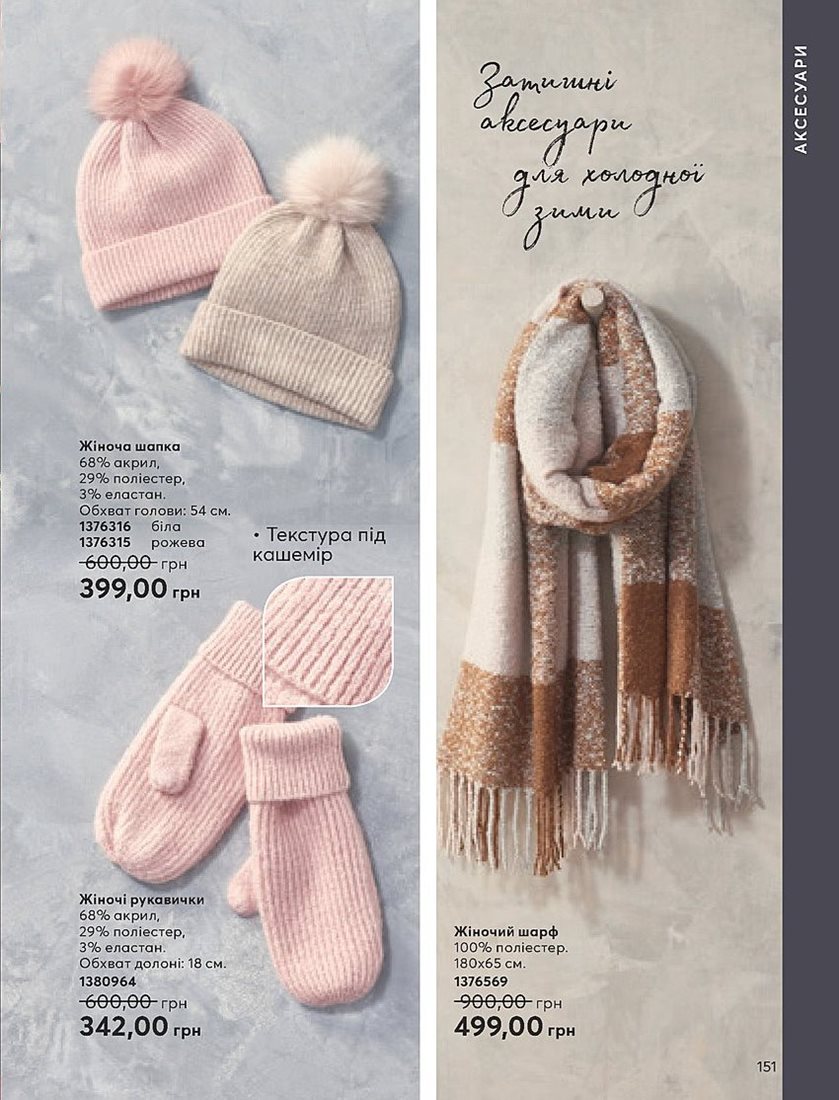 Затишні
аксесуари
для холодної
зими
АКСЕСУАРИ
Жіноча шапка
68% акрил,
29% поліестер,
3% еластан.
Обхват голови: 54 см.
1376316 біла
1376315 рожева
600,00 грн
399,00 грн
• Текстура під
кашемір
Жіночі рукавички
68% акрил,
29% поліестер,
3% еластан.
Обхват долоні: 18 см.
1380964
600,00 грн
342,00 грн
Жіночий шарф
100% поліестер.
180х65 см.
1376569
900,00 грн
499,00 грн
151